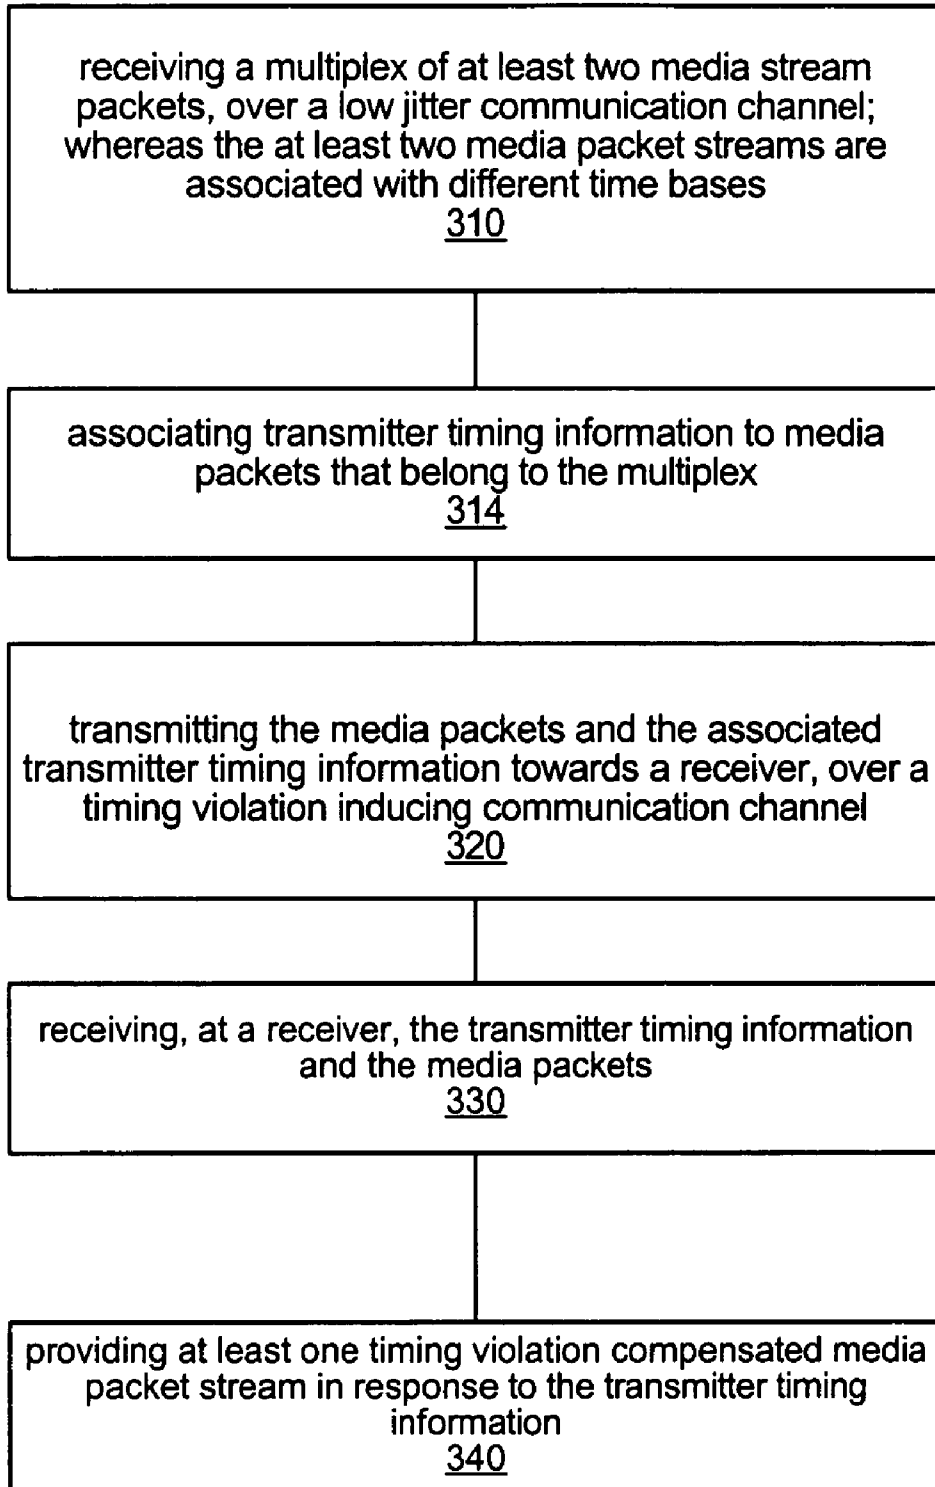 receiving a multiplex of at least two media stream
packets, over a low jitter communication channel;
whereas the at least two media packet streams are
associated with different time bases
310
associating transmitter timing information to media
packets that belong to the multiplex
314
transmitting the media packets and the associated
transmitter timing information towards a receiver, over a
timing violation inducing communication channel
320
receiving, at a receiver, the transmitter timing information
and the media packets
330
providing at least one timing violation compensated media
packet stream in response to the transmitter timing
information
340